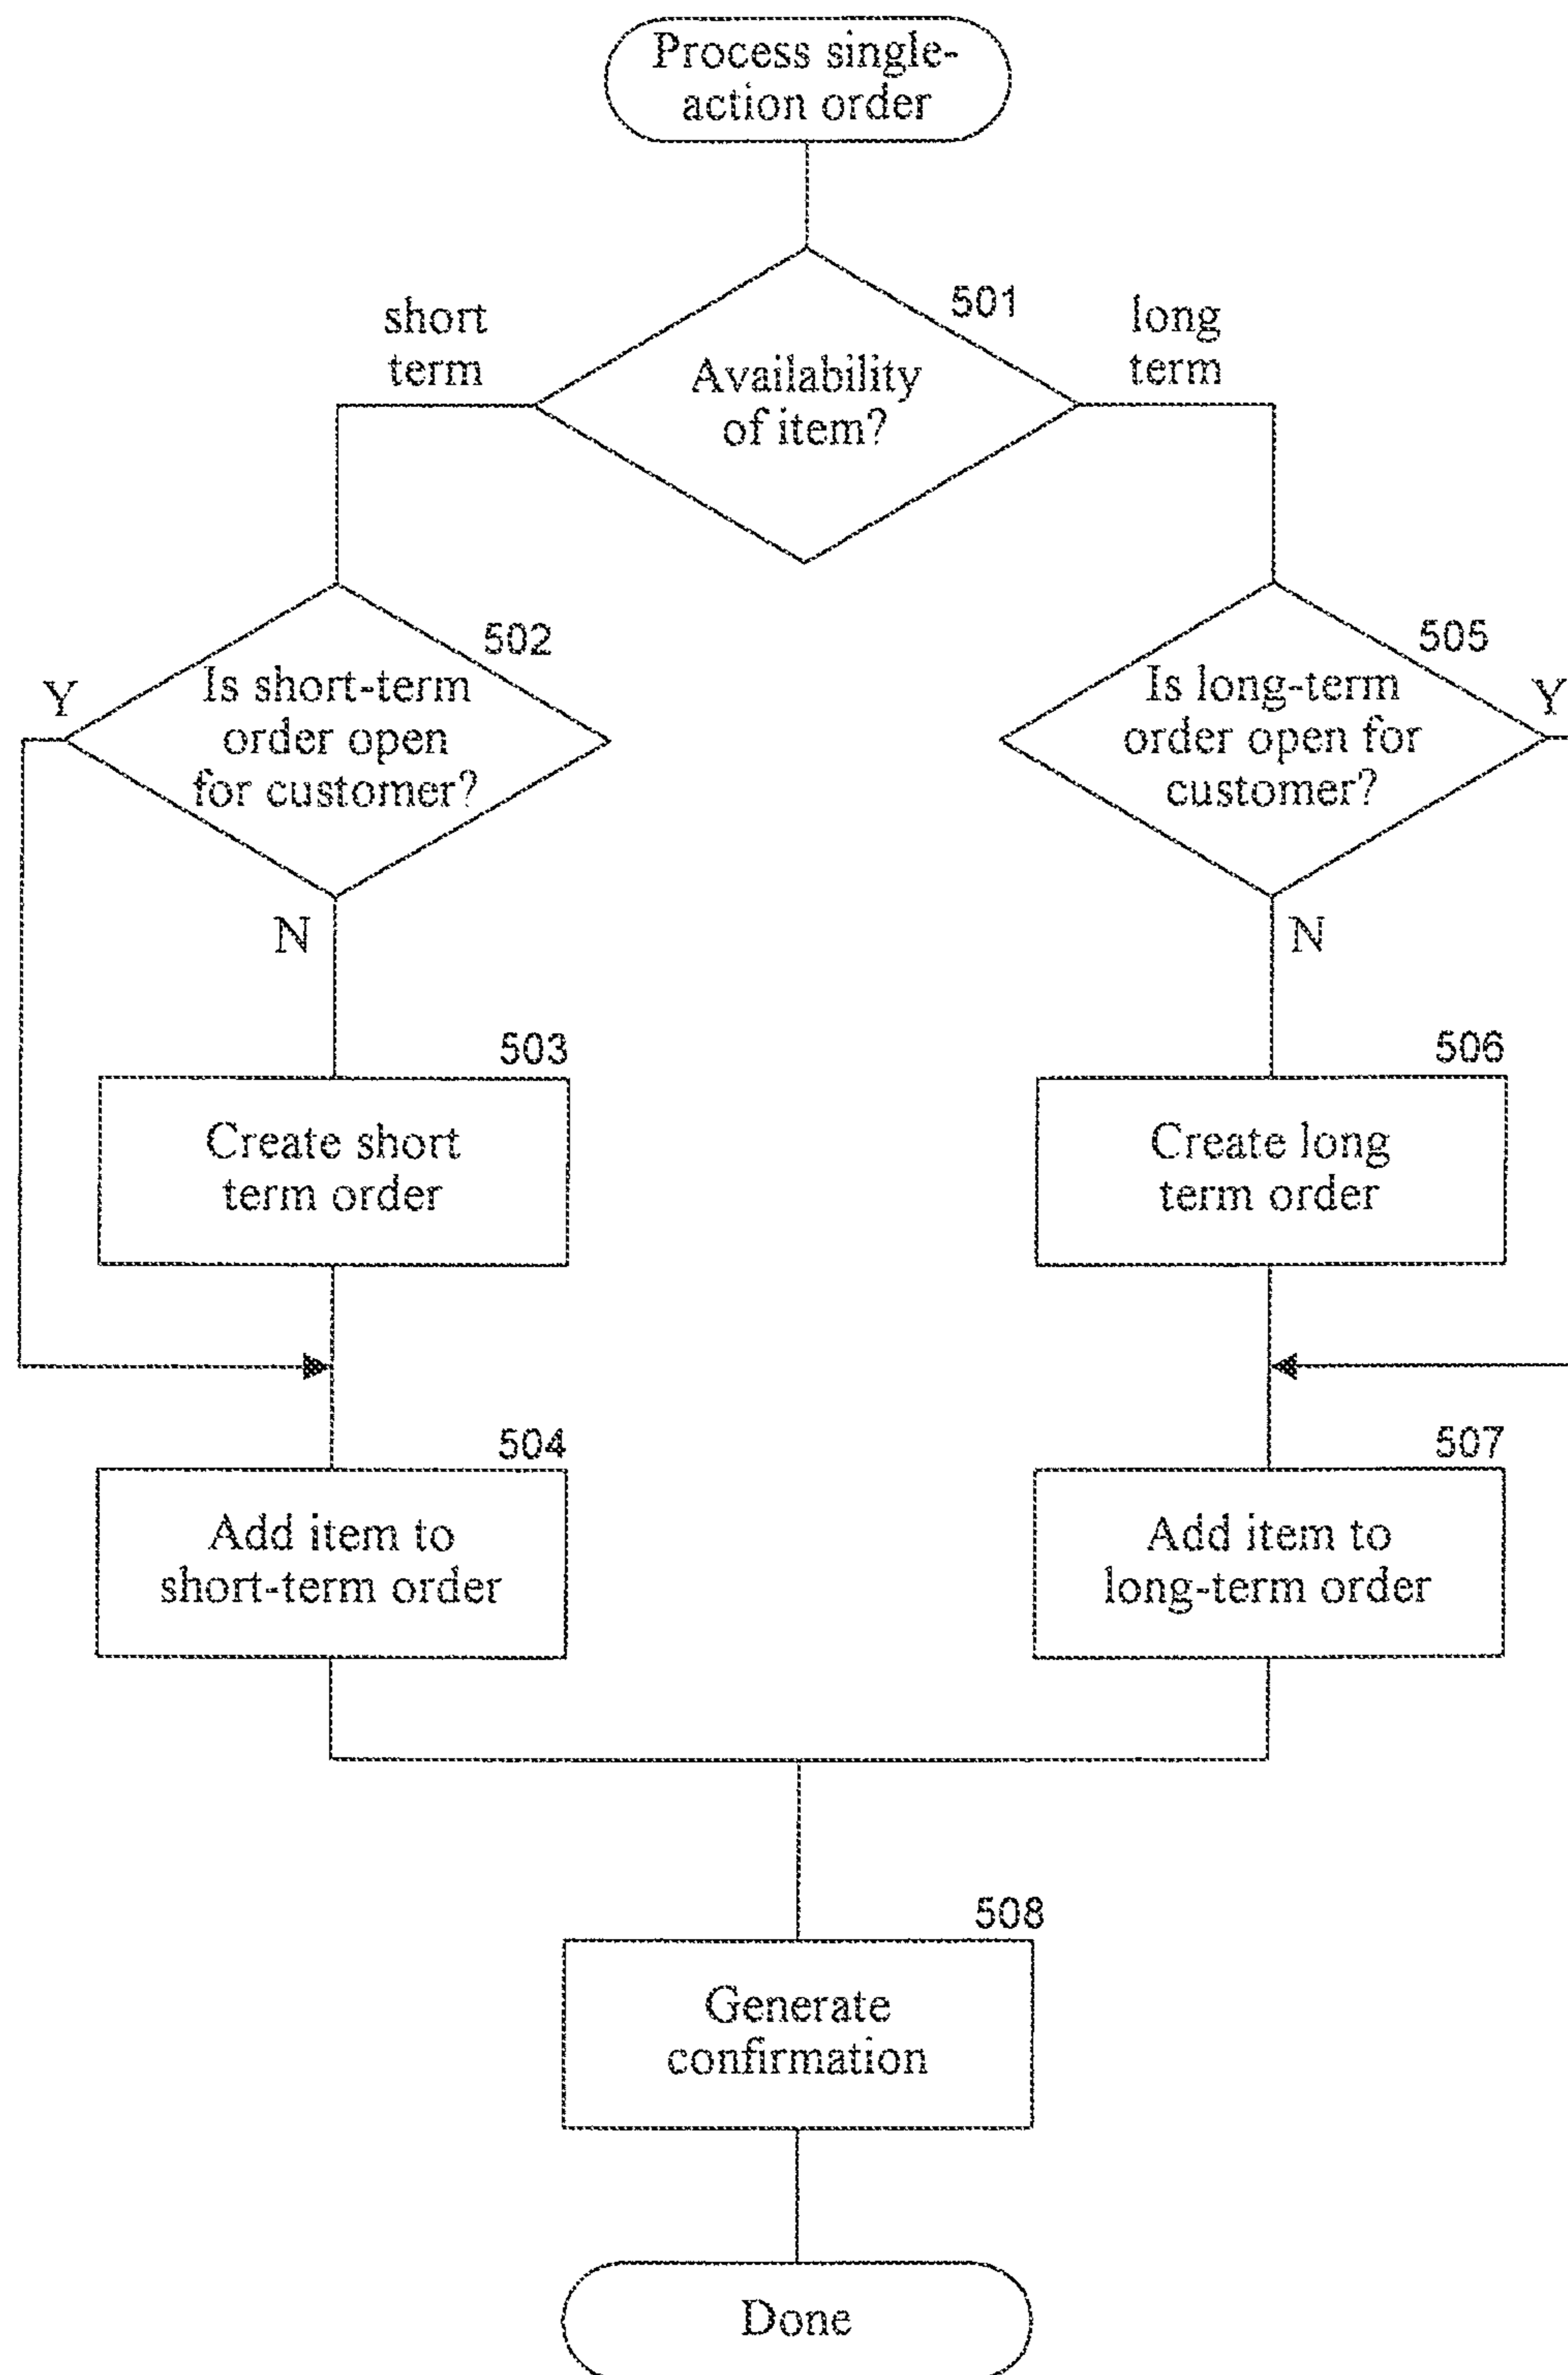 Process single-
action order
501
short
term
long
term
Availability
of item?
502
505
Y
Is short-term
order open
for customer?
Is long-term
order open for
customer?
Y
N
N
503
506
Create short
term order
Create long
term order
504
507
Add item to
short-term order
Add item to
long-term order
508
Generate
confirmation
Done